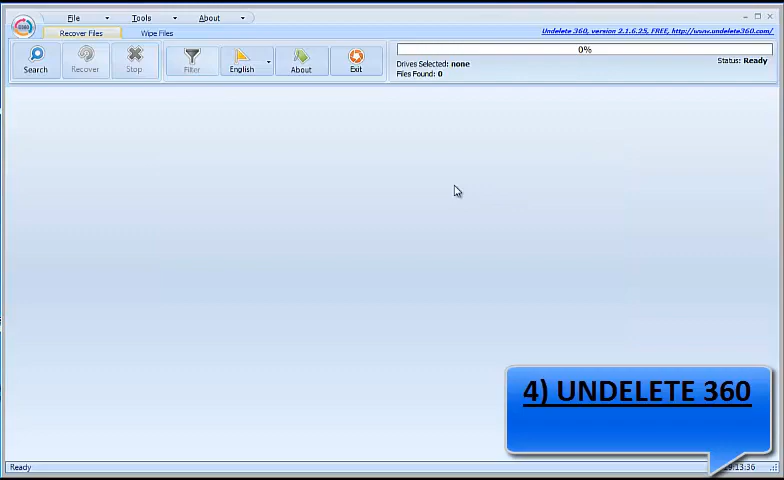 File Tools About
Recover Files Wipe Files
Undelete 360, version 2.1.6.25, FREE, http://www.undelete360.com/
Search Recover Stop Filter English About Exit
0%
Drives Selected: none
Status: Ready
Files Found: 0
4) UNDELETE 360
Ready